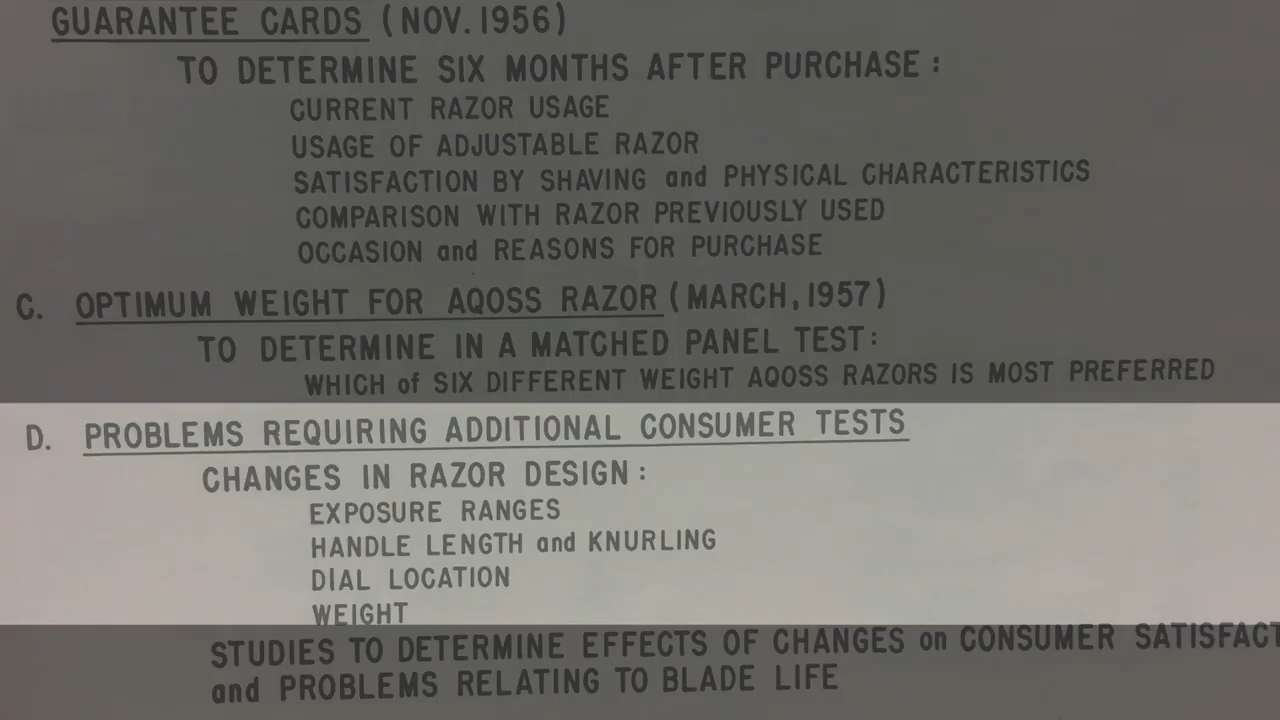 GUARANTEE CARDS (NOV. 1956)
TO DETERMINE SIX MONTHS AFTER PURCHASE:
CURRENT RAZOR USAGE
USAGE OF ADJUSTABLE RAZOR
SATISFACTION BY SHAVING and PHYSICAL CHARACTERISTICS
COMPARISON WITH RAZOR PREVIOUSLY USED
OCCASION and REASONS FOR PURCHASE
C. OPTIMUM WEIGHT FOR AQOSS RAZOR (MARCH, 1957)
TO DETERMINE IN A MATCHED PANEL TEST:
WHICH of SIX DIFFERENT WEIGHT AQOSS RAZORS IS MOST PREFERRED
D. PROBLEMS REQUIRING ADDITIONAL CONSUMER TESTS
CHANGES IN RAZOR DESIGN:
EXPOSURE RANGES
HANDLE LENGTH and KNURLING
DIAL LOCATION
WEIGHT
STUDIES TO DETERMINE EFFECTS OF CHANGES on CONSUMER SATISFACT
and PROBLEMS RELATING TO BLADE LIFE